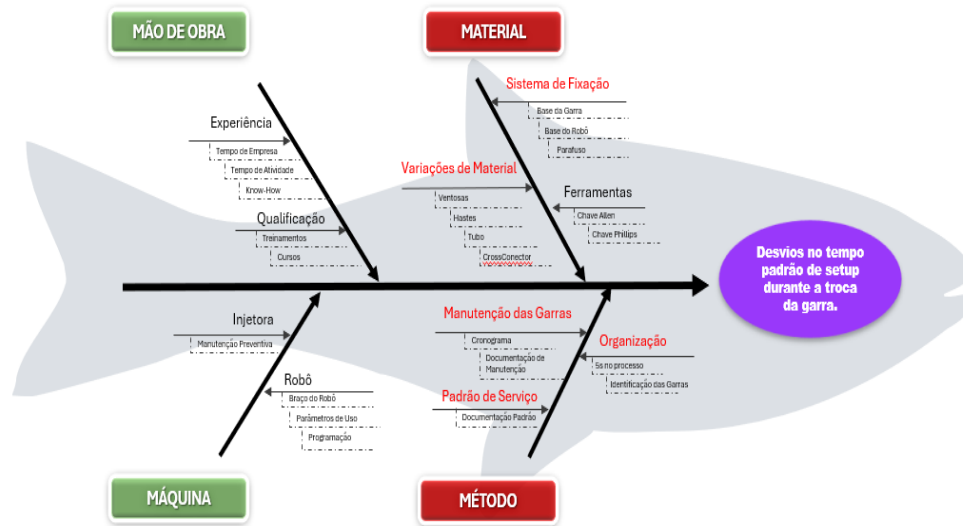 MÃO DE OBRA
MATERIAL
Experiência
Tempo de Empresa
Tempo de Atividade
Know-How
Qualificação
Treinamentos
Cursos
Sistema de Fixação
Base da Garra
Base do Robô
Parafuso
Variações de Material
Ventosas
Hastes
Tubo
CrossConector
Ferramentas
Chave Allen
Chave Phillips
Desvios no tempo
padrão de setup
durante a troca
da garra.
Injetora
Manutenção Preventiva
Robô
Braço do Robô
Parâmetros de Uso
Programação
Manutenção das Garras
Cronograma
Documentação de
Manutenção
Padrão de Serviço
Documentação Padrão
Organização
5s no processo
Identificação das Garras
MÁQUINA
MÉTODO